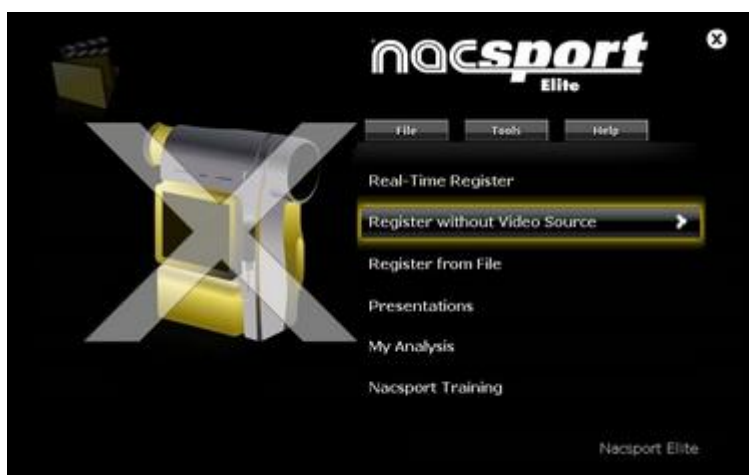 nacsport
Elite
File Tools Help
Real-Time Register
Register without Video Source
Register from File
Presentations
My Analysis
Nacsport Training
Nacsport Elite